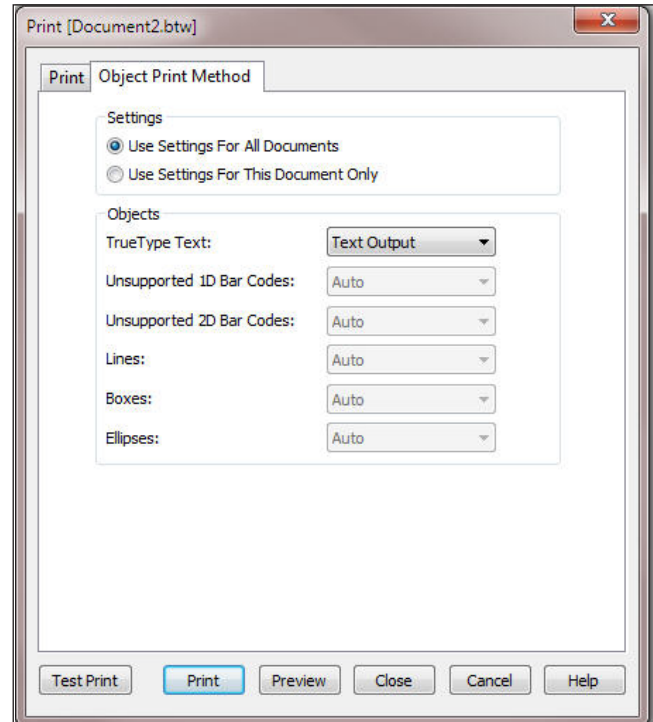 Print [Document2.btw]
Print Object Print Method
Settings
Use Settings For All Documents
Use Settings For This Document Only
Objects
TrueType Text: Text Output
Unsupported 1D Bar Codes: Auto
Unsupported 2D Bar Codes: Auto
Lines: Auto
Boxes: Auto
Ellipses: Auto
Test Print Print Preview Close Cancel Help